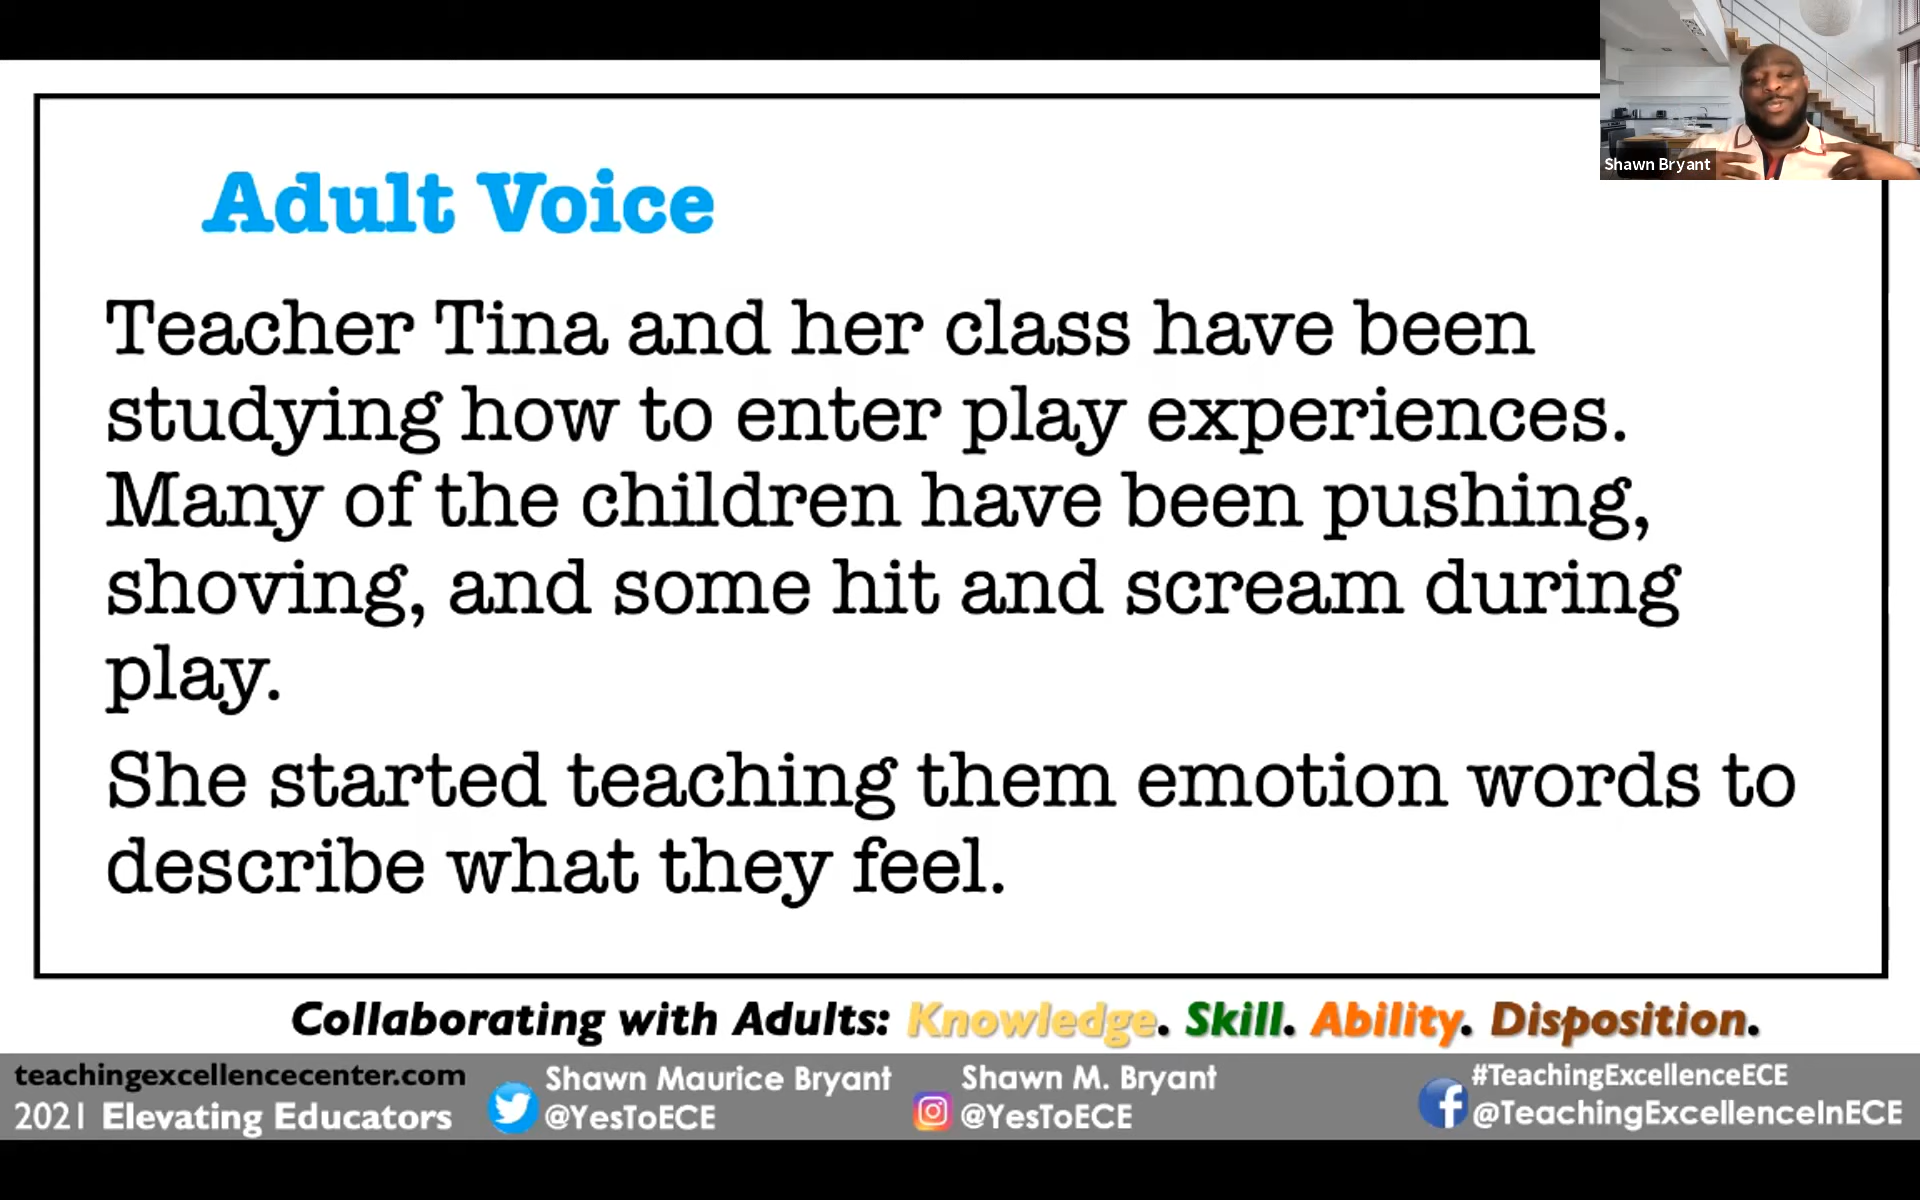 Shawn Bryant
Adult Voice
Teacher Tina and her class have been
studying how to enter play experiences.
Many of the children have been pushing,
shoving, and some hit and scream during
play.
She started teaching them emotion words to
describe what they feel.
Collaborating with Adults: Knowledge. Skill. Ability. Disposition.
teachingexcellencecenter.com
2021 Elevating Educators
Shawn Maurice Bryant
@YesToECE
Shawn M. Bryant
@YesToECE
#TeachingExcellenceECE
@TeachingExcellenceInECE